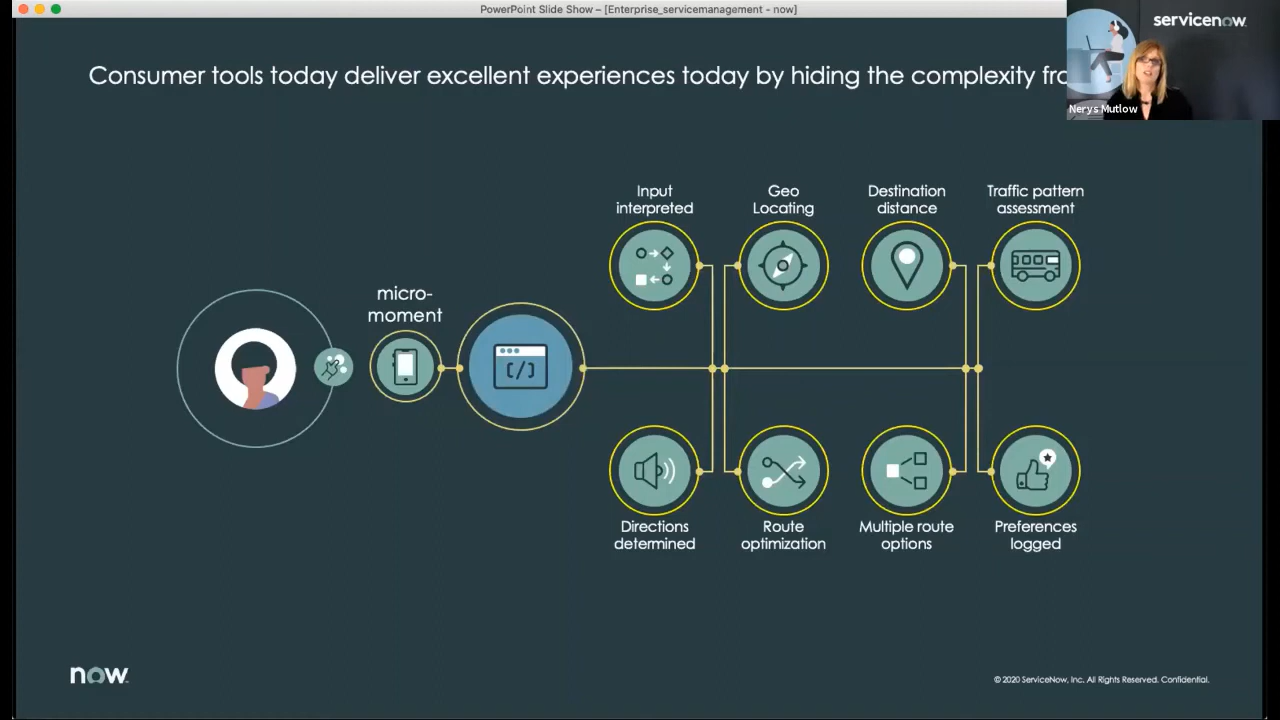 PowerPoint Slide Show – [Enterprise_servicemanagement - now]
servicenow
Nerys Mutlow
Consumer tools today deliver excellent experiences today by hiding the complexity
Input
interpreted
Geo
Locating
Destination
distance
Traffic pattern
assessment
micro-
moment
[/]
Directions
determined
Route
optimization
Multiple route
options
Preferences
logged
now
© 2020 ServiceNow, Inc. All Rights Reserved. Confidential.